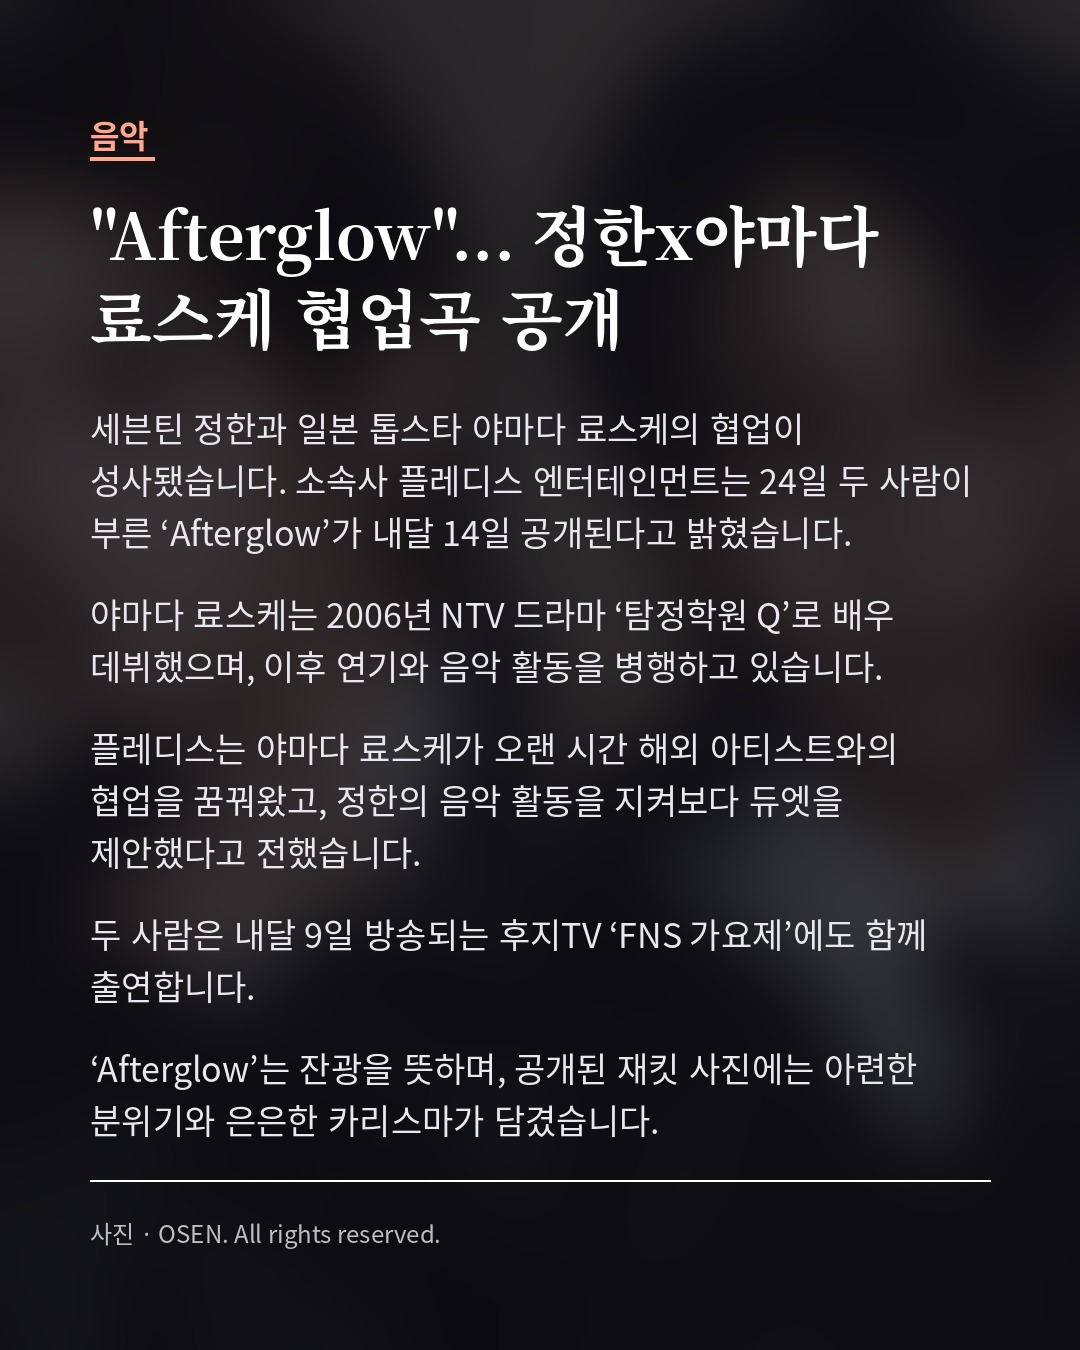 음악
"Afterglow"... 정한x야마다
료스케 협업곡 공개
세븐틴 정한과 일본 톱스타 야마다 료스케의 협업이
성사됐습니다. 소속사 플레디스 엔터테인먼트는 24일 두 사람이
부른 ‘Afterglow’가 내달 14일 공개된다고 밝혔습니다.
야마다 료스케는 2006년 NTV 드라마 ‘탐정학원 Q’로 배우
데뷔했으며, 이후 연기와 음악 활동을 병행하고 있습니다.
플레디스는 야마다 료스케가 오랜 시간 해외 아티스트와의
협업을 꿈꿔왔고, 정한의 음악 활동을 지켜보다 듀엣을
제안했다고 전했습니다.
두 사람은 내달 9일 방송되는 후지TV ‘FNS 가요제’에도 함께
출연합니다.
‘Afterglow’는 잔광을 뜻하며, 공개된 재킷 사진에는 아련한
분위기와 은은한 카리스마가 담겼습니다.
사진 · OSEN. All rights reserved.